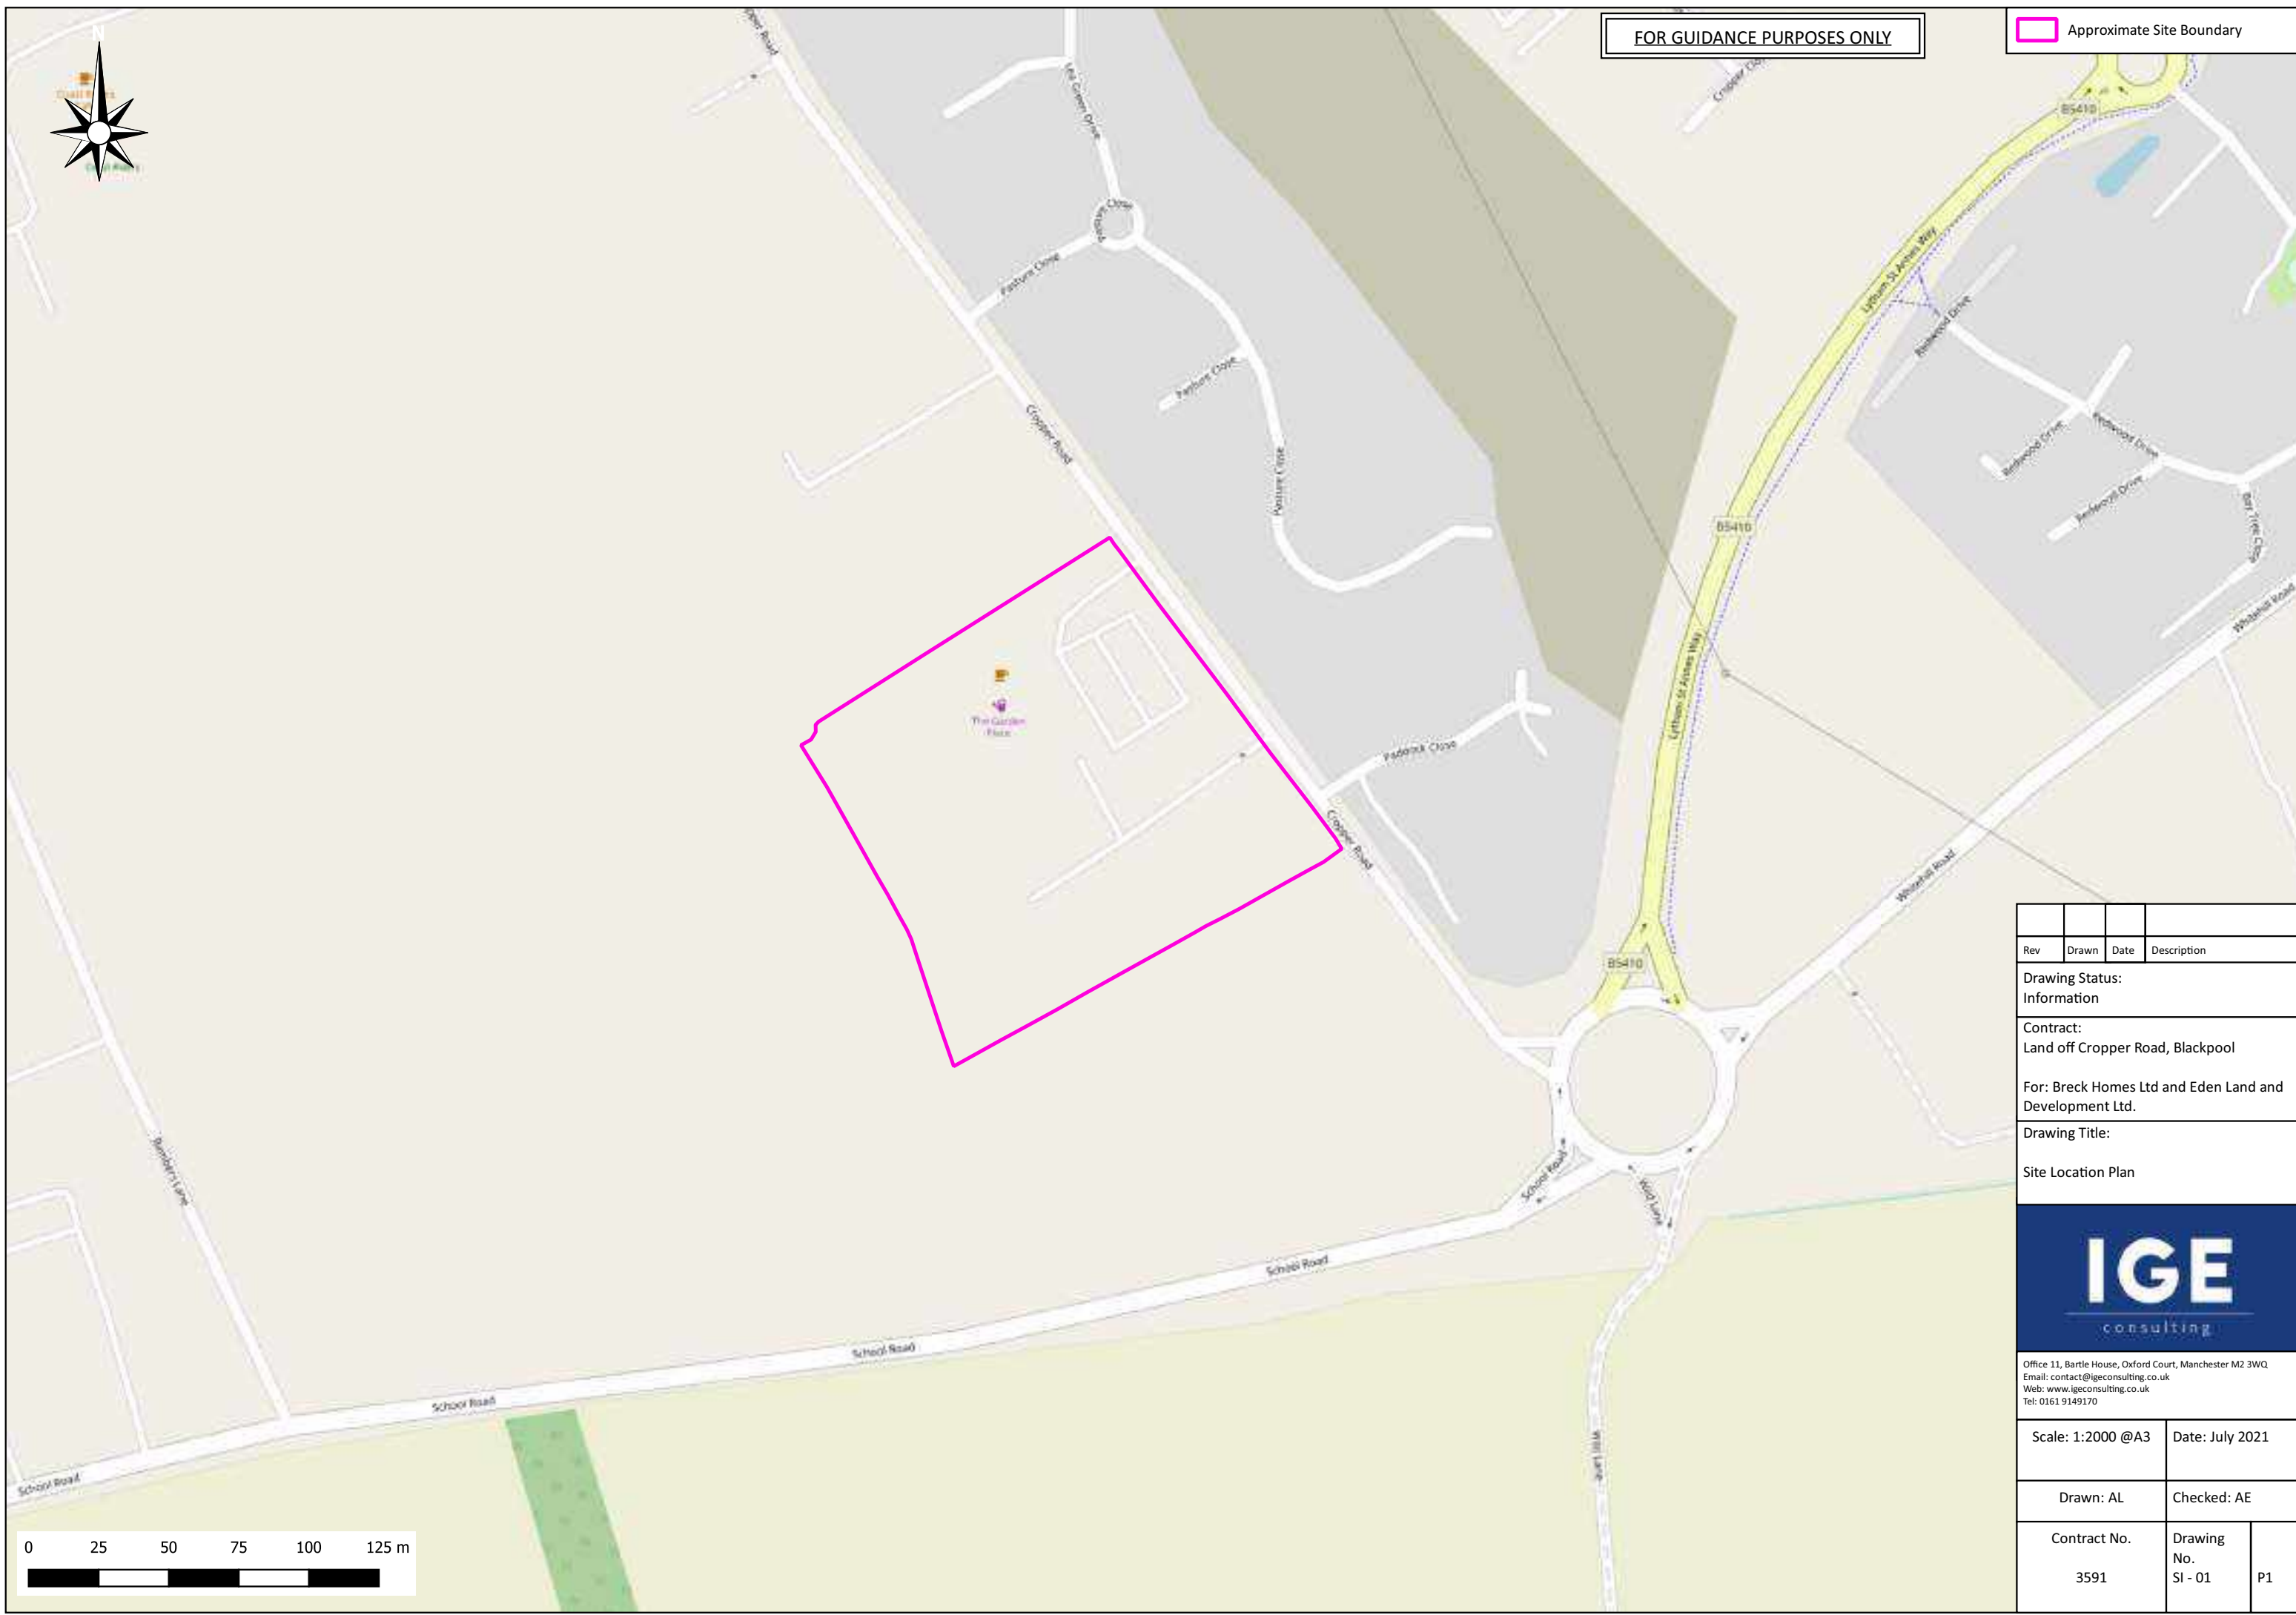 N
FOR GUIDANCE PURPOSES ONLY
Approximate Site Boundary
Cropper Close
B5410
Lea Green Drive
Pasture Close
Pasture Close
Pasture Close
Pasture Close
Lytham St Annes Way
Redwood Drive
Redwood Drive
Redwood Drive
Redwood Drive
Bay Tree Close
Cropper Road
B5410
Whitehill Road
Lytham St Annes Way
The Garden
Place
Paddock Close
Cropper Road
Whitehill Road
B5410
School Road
Wild Lane
School Road
School Road
School Road
School Road
Wild Lane
0 25 50 75 100 125 m
Rev Drawn Date Description
Drawing Status:
Information
Contract:
Land off Cropper Road, Blackpool
For: Breck Homes Ltd and Eden Land and
Development Ltd.
Drawing Title:
Site Location Plan
IGE
consulting
Office 11, Bartle House, Oxford Court, Manchester M2 3WQ
Email: contact@igeconsulting.co.uk
Web: www.igeconsulting.co.uk
Tel: 0161 9149170
Scale: 1:2000 @A3
Date: July 2021
Drawn: AL
Checked: AE
Contract No.
3591
Drawing
No.
SI - 01
P1